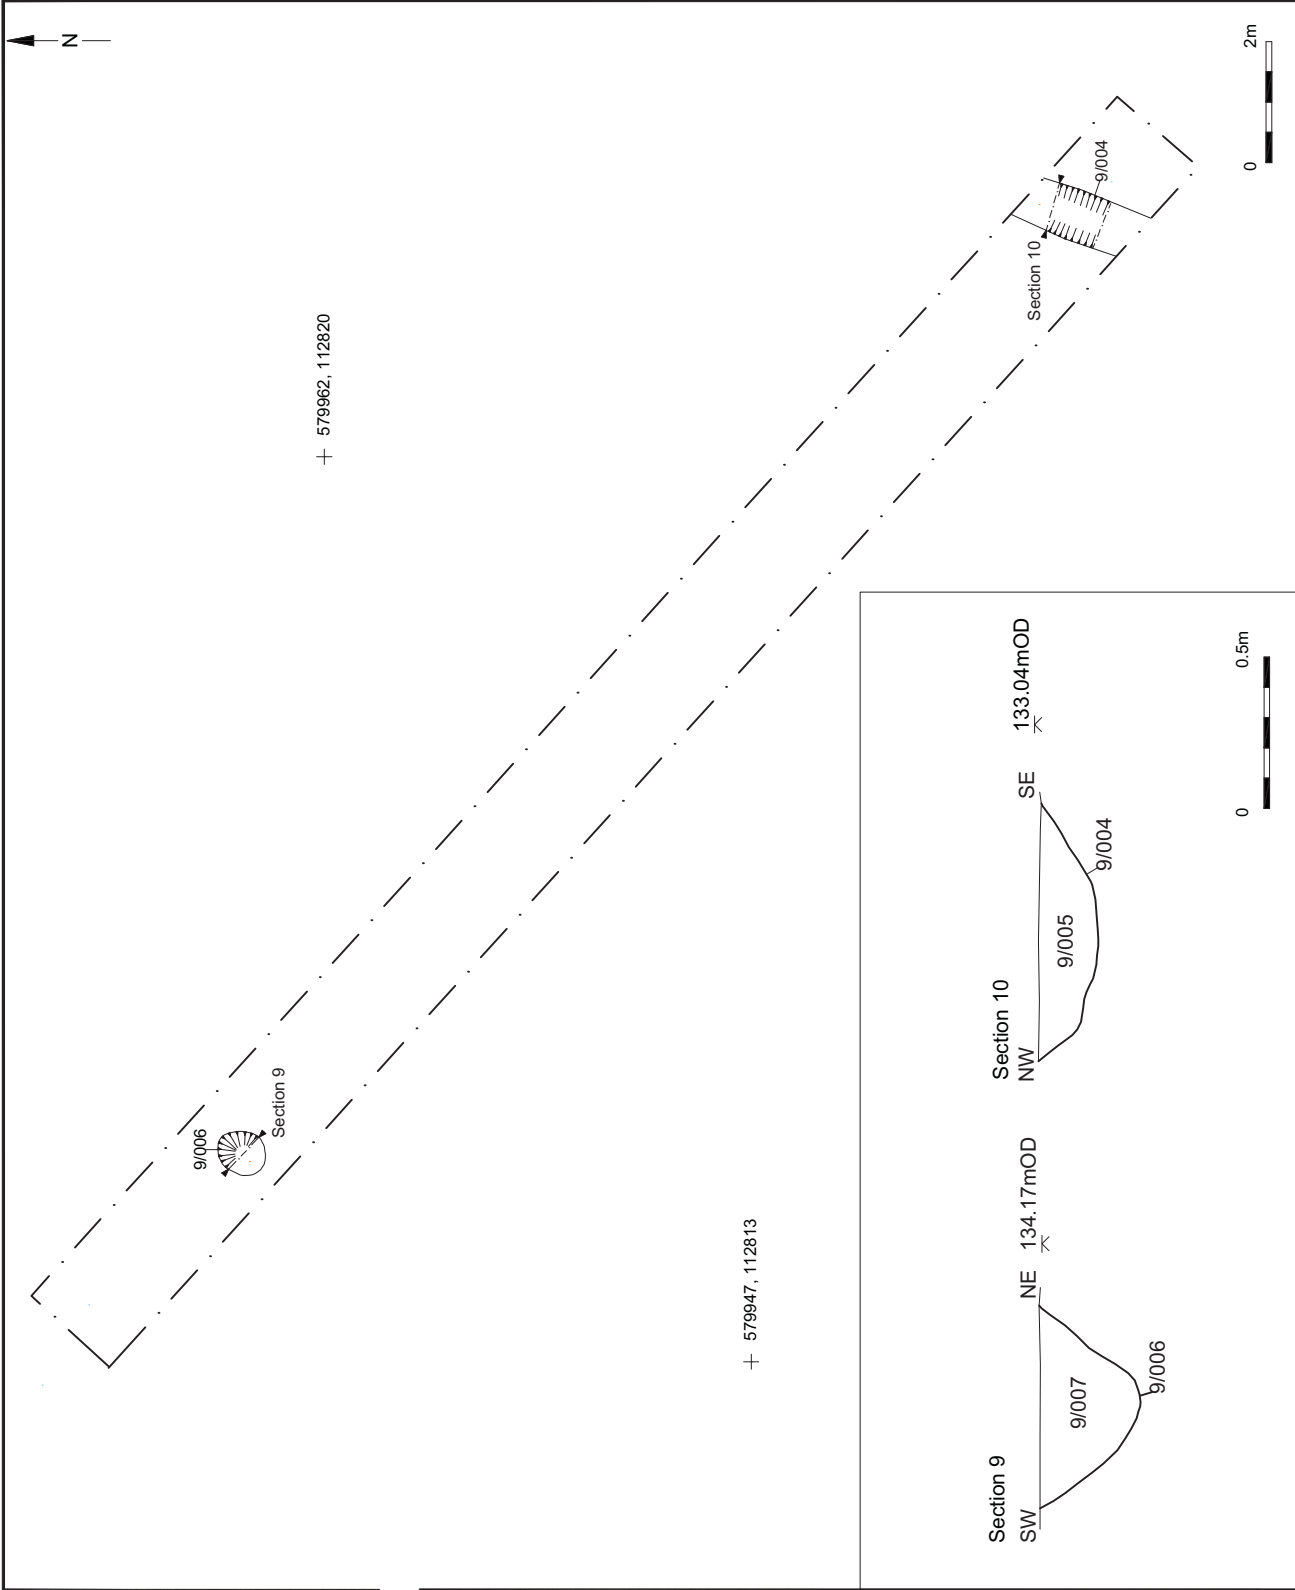 N
579962, 112820
9/006
Section 9
Section 10
9/004
579947, 112813
0
2m
Section 9
SW
NE
134.17mOD
9/007
9/006
Section 10
NW
SE
133.04mOD
9/005
9/004
0
0.5m